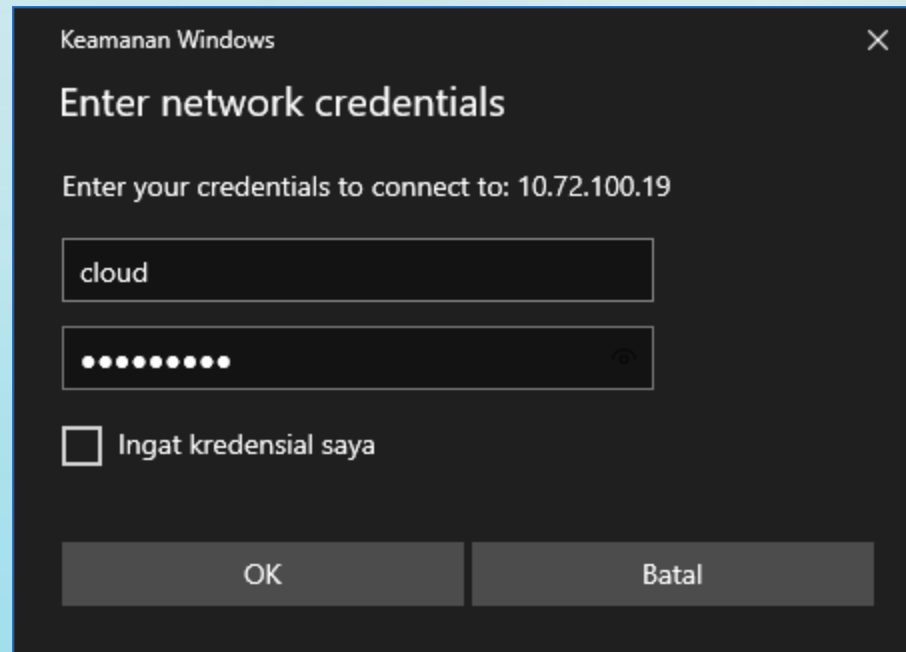 Keamanan Windows
Enter network credentials
Enter your credentials to connect to: 10.72.100.19
cloud
●●●●●●●●●
Ingat kredensial saya
OK
Batal